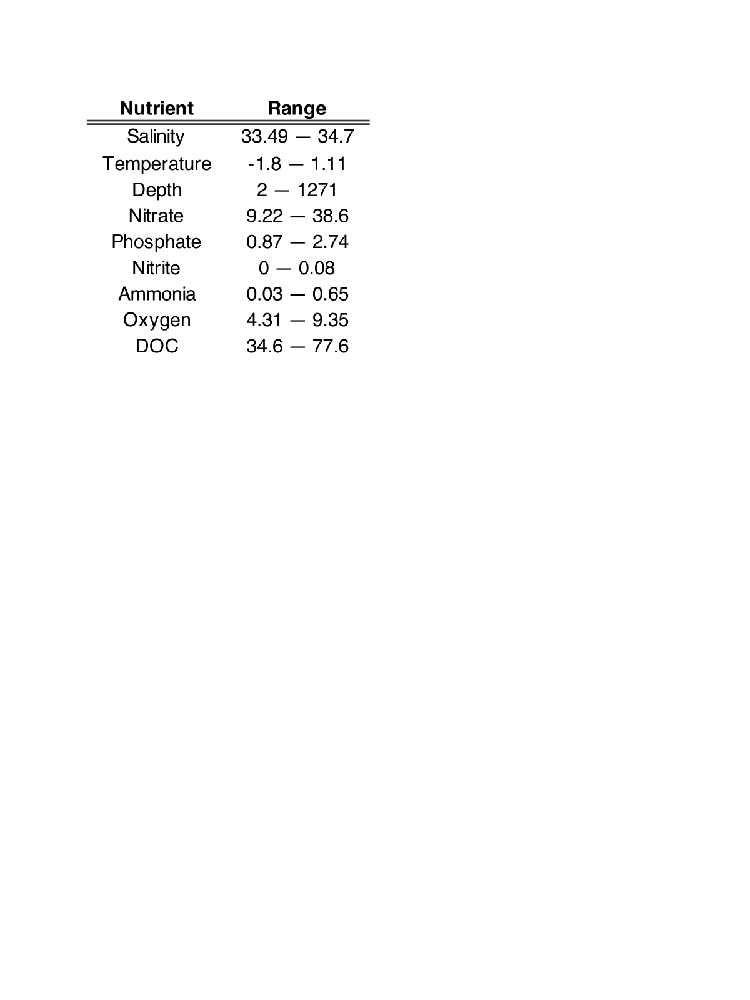 Nutrient Range
Salinity 33.49 — 34.7
Temperature -1.8 — 1.11
Depth 2 — 1271
Nitrate 9.22 — 38.6
Phosphate 0.87 — 2.74
Nitrite 0 — 0.08
Ammonia 0.03 — 0.65
Oxygen 4.31 — 9.35
DOC 34.6 — 77.6